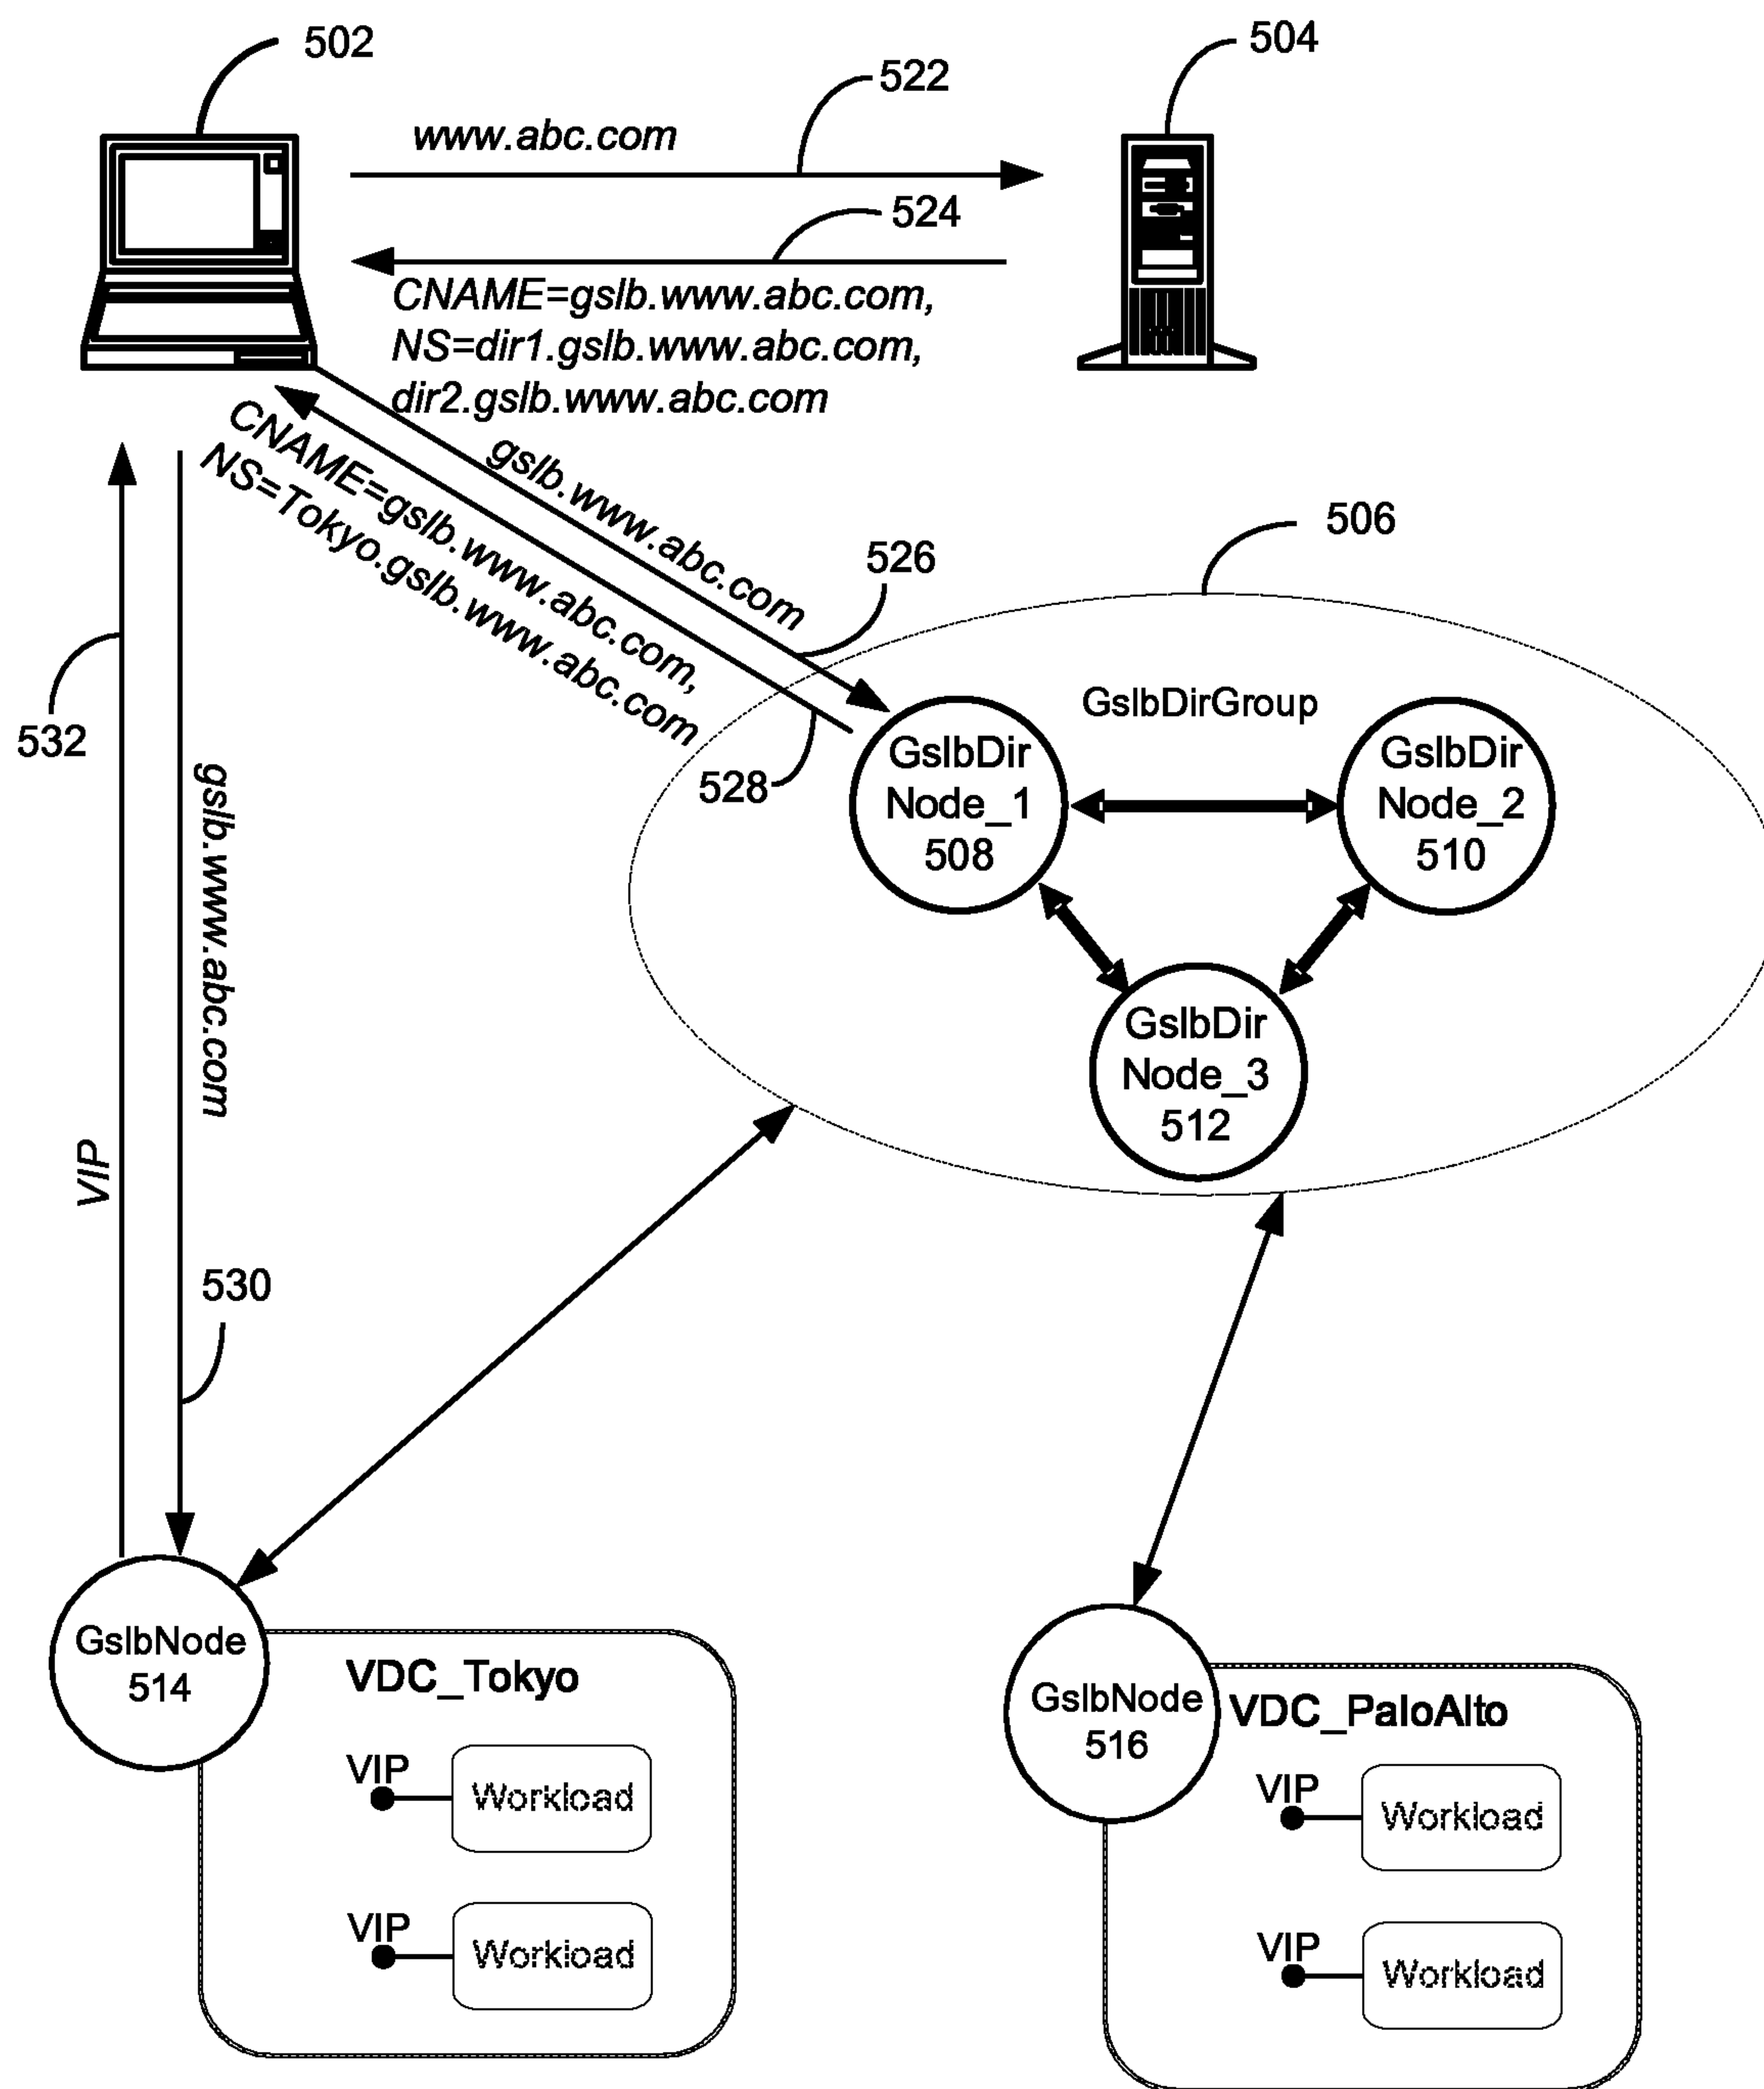 502
504
522
www.abc.com
524
CNAME=gslb.www.abc.com,
NS=dir1.gslb.www.abc.com,
dir2.gslb.www.abc.com
gslb.www.abc.com
CNAME=gslb.www.abc.com,
NS=Tokyo.gslb.www.abc.com
526
506
528
532
GslbDirGroup
GslbDir
Node_1
508
GslbDir
Node_2
510
GslbDir
Node_3
512
gslb.www.abc.com
VIP
530
GslbNode
514
VDC_Tokyo
VIP
Workload
VIP
Workload
GslbNode
516
VDC_PaloAlto
VIP
Workload
VIP
Workload